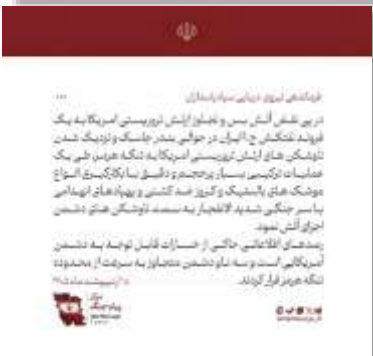 فرماندهی نیروی دریایی سپاه پاسداران
در پی نقض آتش بس و تجاوز ارتش تروریستی امریکا به یک
فروند نفتکش ج.ا.ایران در حوالی بندر جاسک و نزدیک شدن
ناوشکن های ارتش تروریستی امریکا به تنگه هرمز، طی یک
عملیات ترکیبی بسیار پرحجم و دقیق با بکارگیری انواع
موشک های بالستیک و کروز ضد کشتی و پهپادهای انهدامی
با سر جنگی شدید الانفجار به سمت ناوشکن های دشمن
اجرای آتش نمود.
رصدهای اطلاعاتی حاکی از خسارات قابل توجه به دشمن
آمریکایی است و سه ناو دشمن متجاوز به سرعت از محدوده
تنگه هرمز فرار کردند.